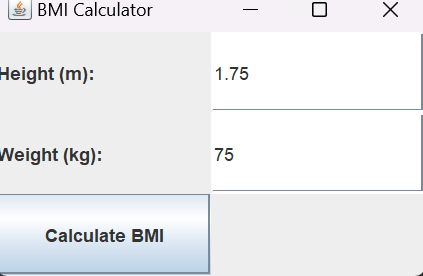 BMI Calculator
Height (m):
1.75
Weight (kg):
75
Calculate BMI